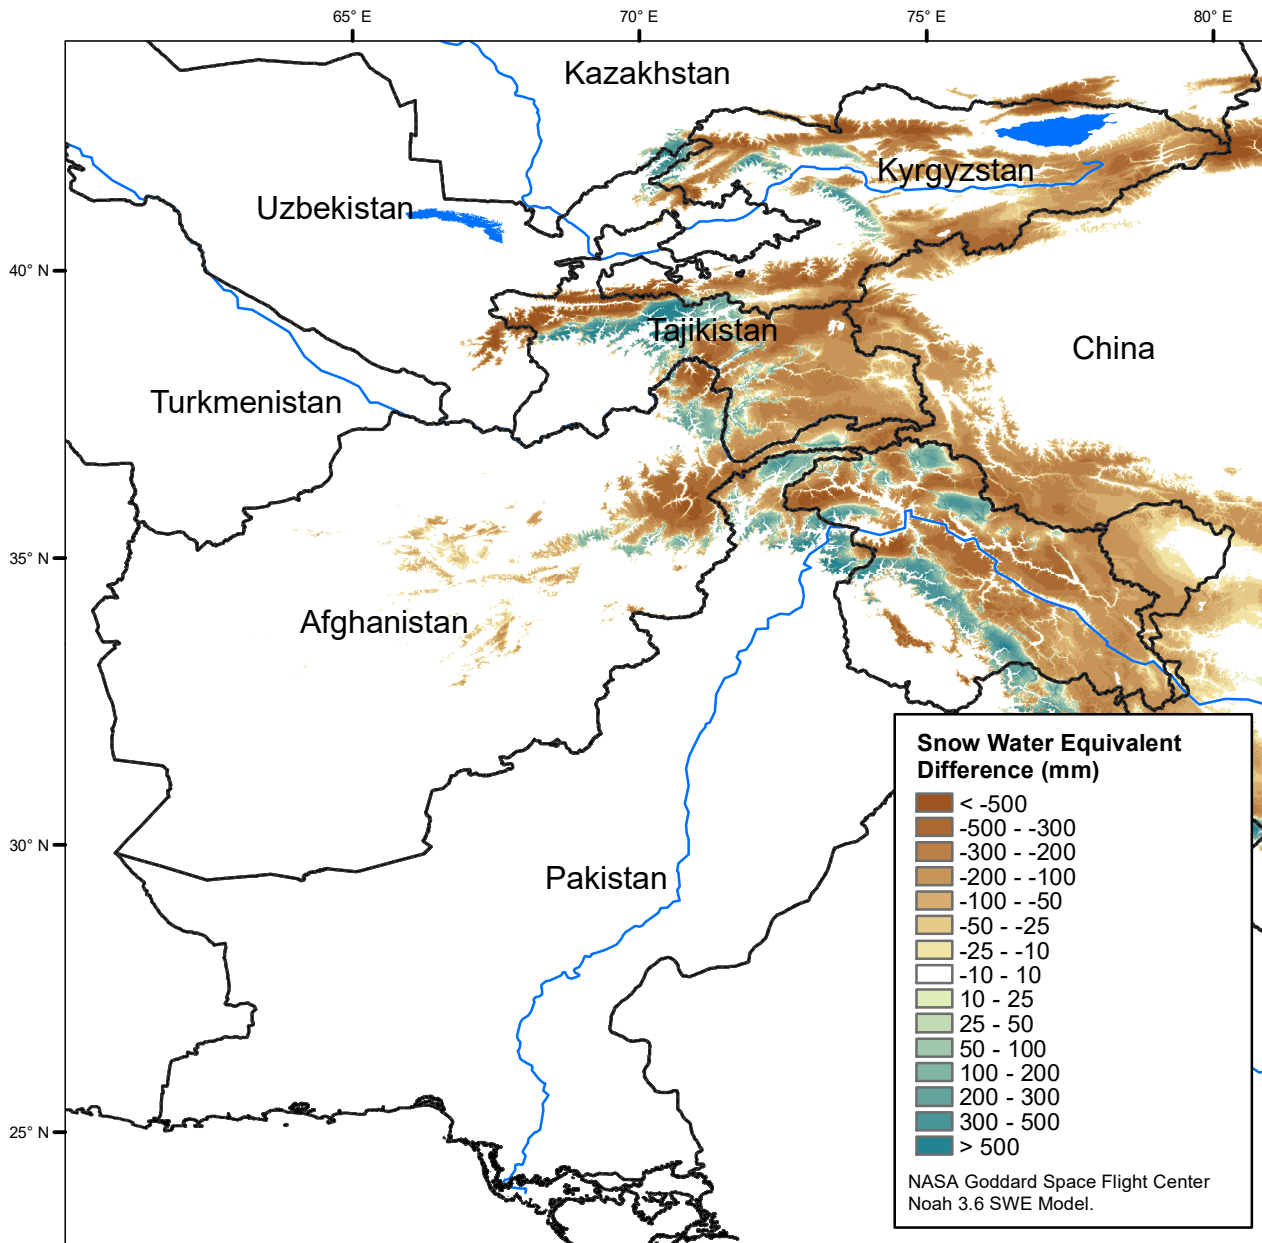 65° E
70° E
75° E
80° E
Kazakhstan
Kyrgyzstan
Uzbekistan
40° N
Tajikistan
China
Turkmenistan
35° N
Afghanistan
30° N
Pakistan
25° N
Snow Water Equivalent
Difference (mm)
< -500
-500 - -300
-300 - -200
-200 - -100
-100 - -50
-50 - -25
-25 - -10
-10 - 10
10 - 25
25 - 50
50 - 100
100 - 200
200 - 300
300 - 500
> 500
NASA Goddard Space Flight Center
Noah 3.6 SWE Model.